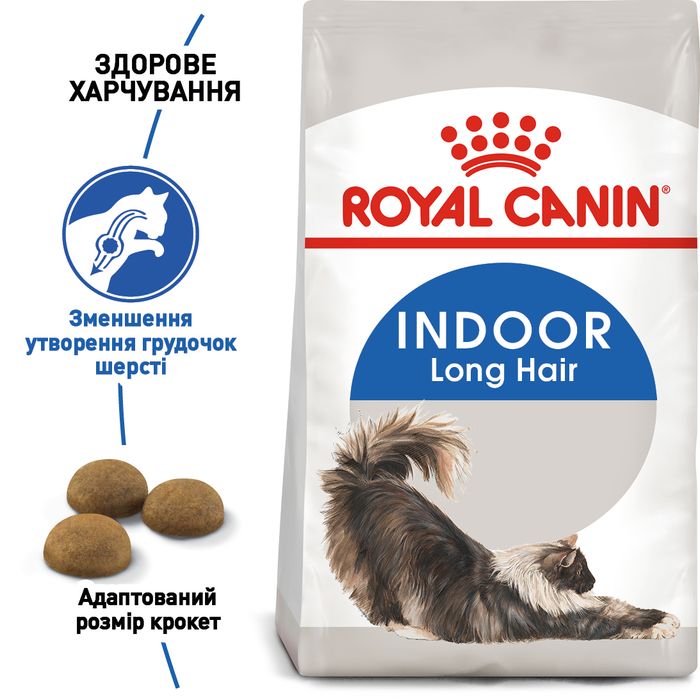 ЗДОРОВЕ
ХАРЧУВАННЯ
Зменшення
утворення грудочок
шерсті
Адаптований
розмір крокет
ROYAL CANIN®
INDOOR
Long Hair